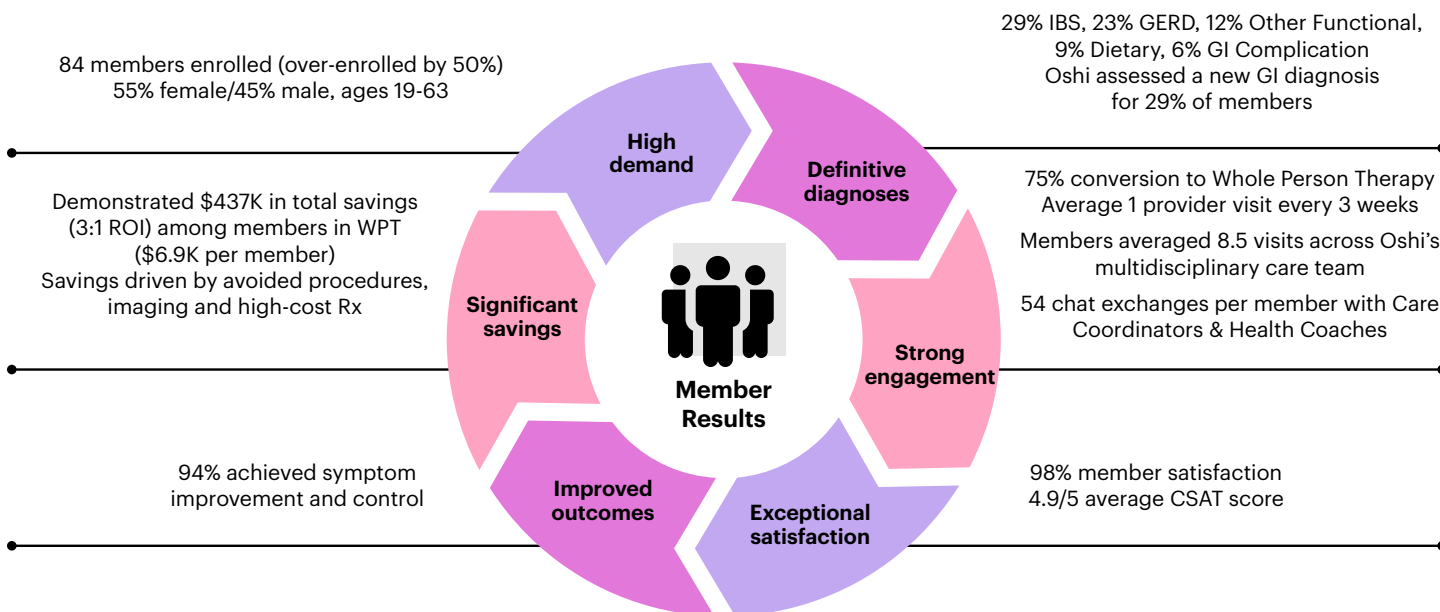 84 members enrolled (over-enrolled by 50%)
55% female/45% male, ages 19-63
High
demand
29% IBS, 23% GERD, 12% Other Functional,
9% Dietary, 6% GI Complication
Oshi assessed a new GI diagnosis
for 29% of members
Definitive
diagnoses
75% conversion to Whole Person Therapy
Average 1 provider visit every 3 weeks
Members averaged 8.5 visits across Oshi's
multidisciplinary care team
54 chat exchanges per member with Care
Coordinators & Health Coaches
Strong
engagement
98% member satisfaction
4.9/5 average CSAT score
Exceptional
satisfaction
94% achieved symptom
improvement and control
Improved
outcomes
Demonstrated $437K in total savings
(3:1 ROI) among members in WPT
($6.9K per member)
Savings driven by avoided procedures,
imaging and high-cost Rx
Significant
savings
Member
Results